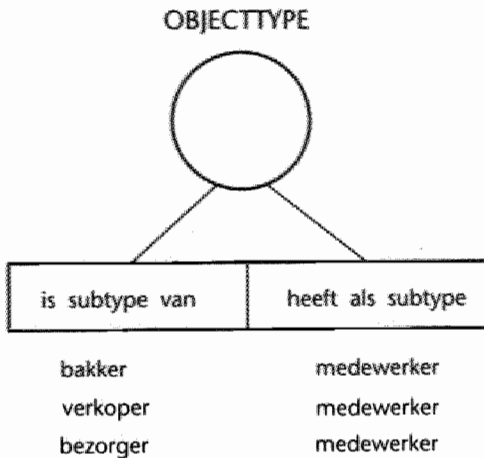 OBJECTTYPE
is subtype van heeft als subtype
bakker medewerker
verkoper medewerker
bezorger medewerker